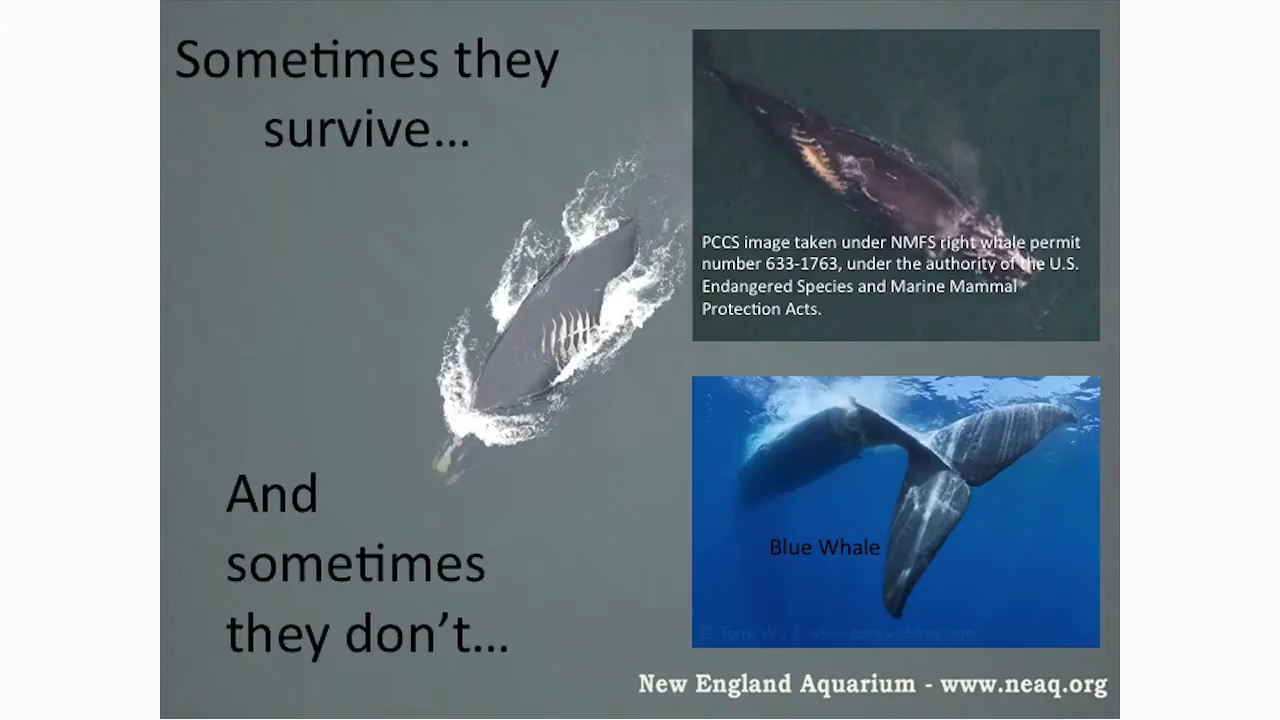 Sometimes they
survive...
PCCS image taken under NMFS right whale permit
number 633-1763, under the authority of the U.S.
Endangered Species and Marine Mammal
Protection Acts.
And
sometimes
they don't...
Blue Whale
New England Aquarium - www.neaq.org